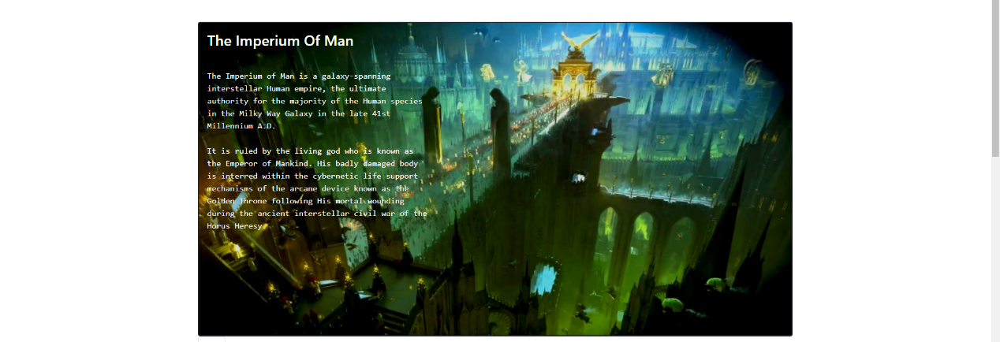 The Imperium Of Man
The Imperium of Man is a galaxy-spanning
interstellar Human empire, the ultimate
authority for the majority of the Human species
in the Milky Way Galaxy in the late 41st
Millennium A.D.
It is ruled by the living god who is known as
the Emperor of Mankind. His badly damaged body
is interred within the cybernetic life support
mechanisms of the arcane device known as the
Golden Throne following His mortal wounding
during the ancient interstellar civil war of the
Horus Heresy.